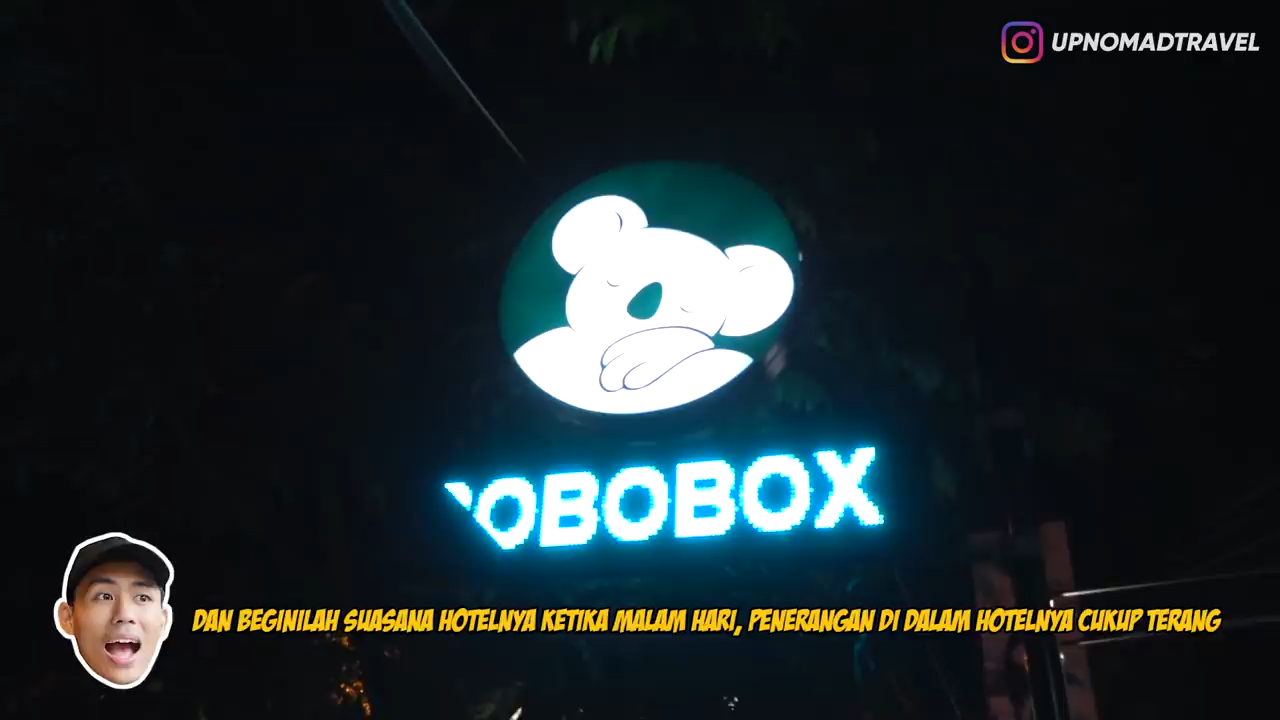 UPNOMADTRAVEL
OBOBOX
DAN BEGINILAH SUASANA HOTELNYA KETIKA MALAM HARI, PENERANGAN DI DALAM HOTELNYA CUKUP TERANG